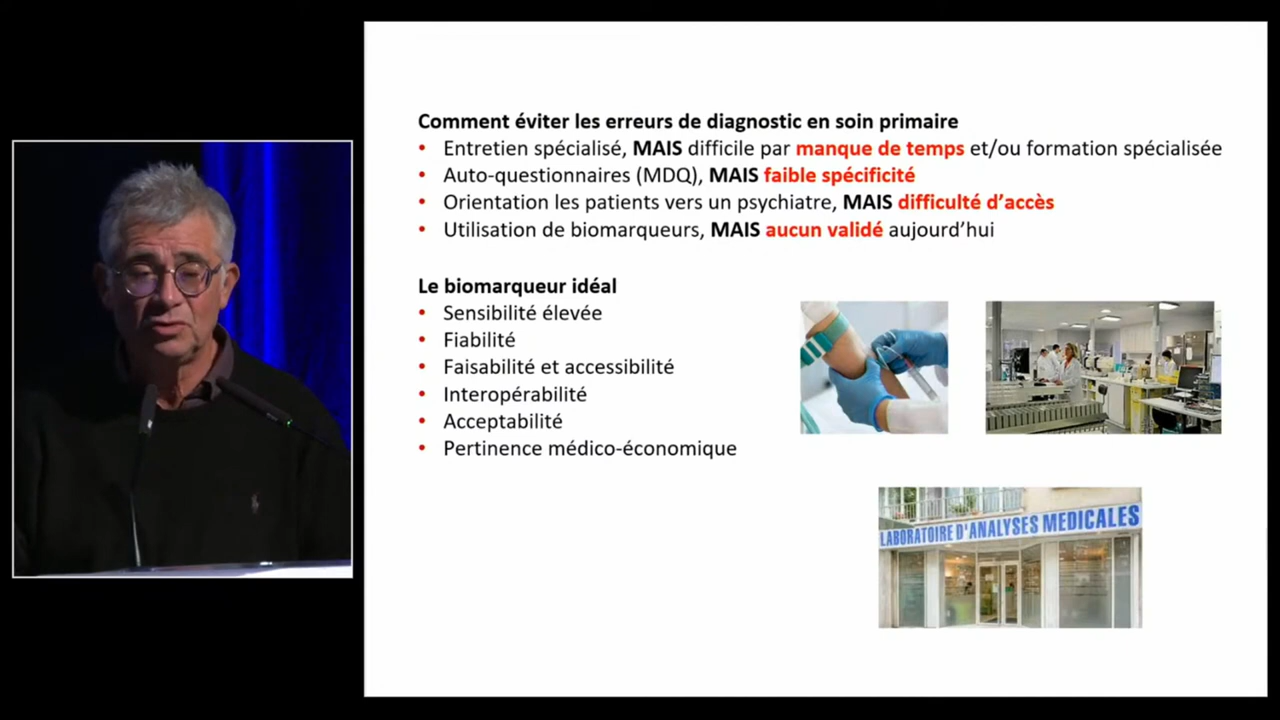 Comment éviter les erreurs de diagnostic en soin primaire
• Entretien spécialisé, MAIS difficile par manque de temps et/ou formation spécialisée
• Auto-questionnaires (MDQ), MAIS faible spécificité
• Orientation les patients vers un psychiatre, MAIS difficulté d'accès
• Utilisation de biomarqueurs, MAIS aucun validé aujourd'hui
Le biomarqueur idéal
• Sensibilité élevée
• Fiabilité
• Faisabilité et accessibilité
• Interopérabilité
• Acceptabilité
• Pertinence médico-économique
LABORATOIRE D'ANALYSES MEDICALES